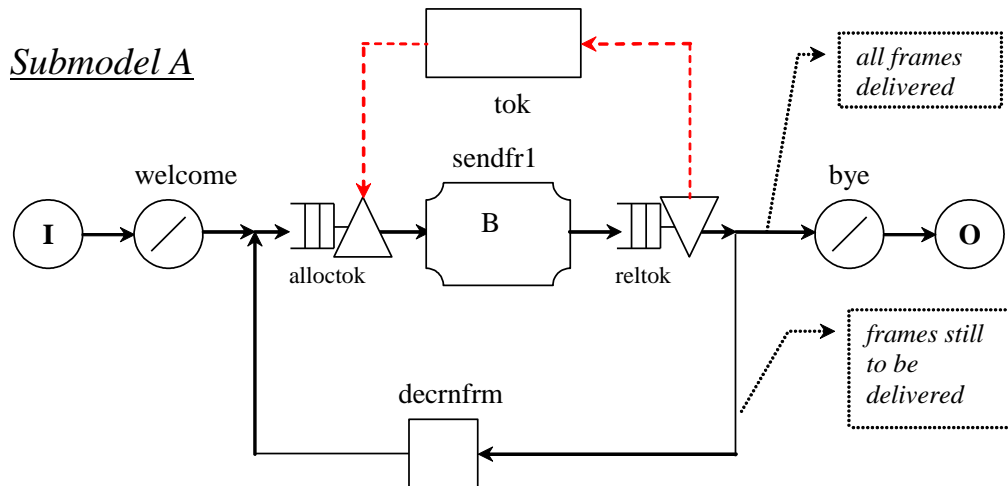 Submodel A
tok
all frames
delivered
sendfr1
welcome
bye
I
B
O
alloctok
reltok
frames still
to be
delivered
decrnfrm